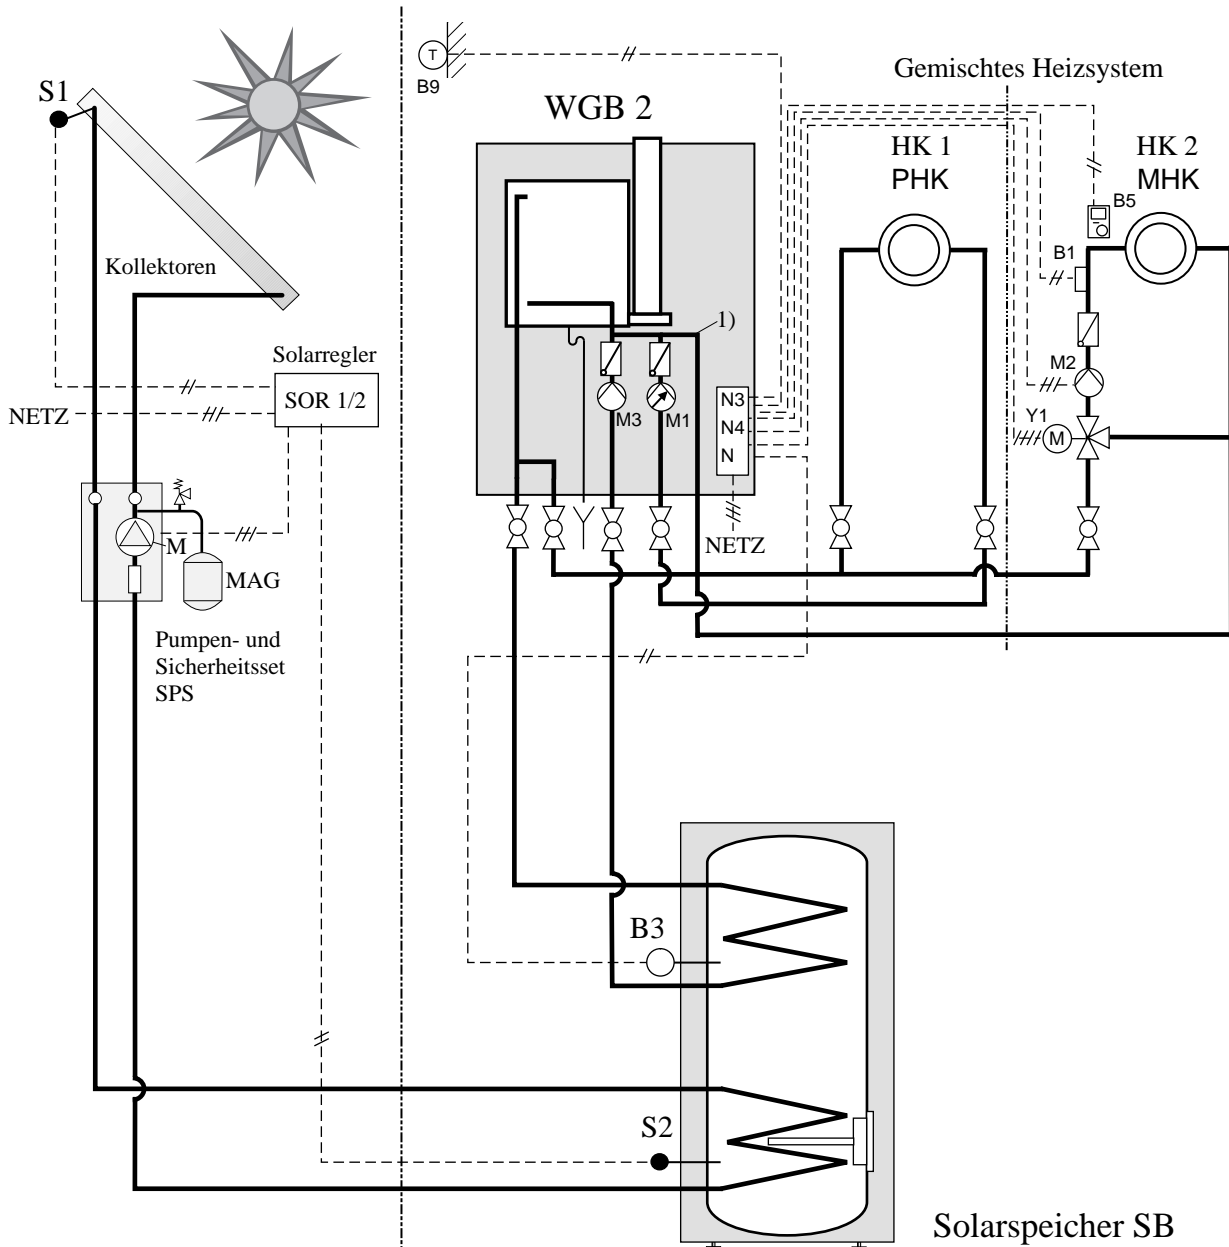 S1
T
B9
Gemischtes Heizsystem
WGB 2
HK 1
PHK
HK 2
MHK
B5
B1
Kollektoren
1)
Solarregler
SOR 1/2
NETZ
M2
M3
M1
N3
N4
N
Y1
M
M
NETZ
MAG
Pumpen- und
Sicherheitsset
SPS
B3
S2
Solarspeicher SB